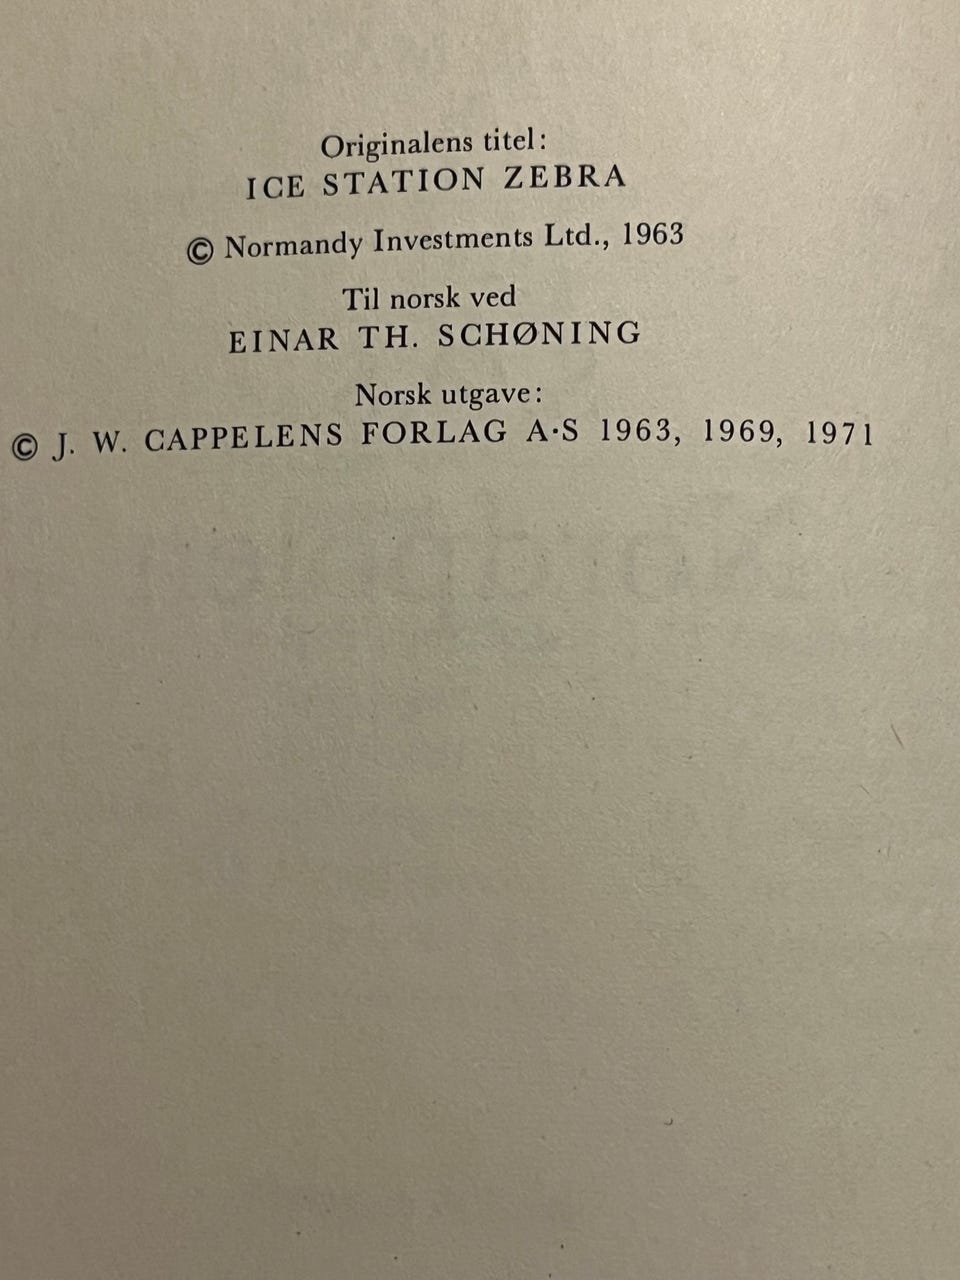 Originalens titel:
ICE STATION ZEBRA
© Normandy Investments Ltd., 1963
Til norsk ved
EINAR TH. SCHØNING
Norsk utgave:
© J. W. CAPPELENS FORLAG A·S 1963, 1969, 1971